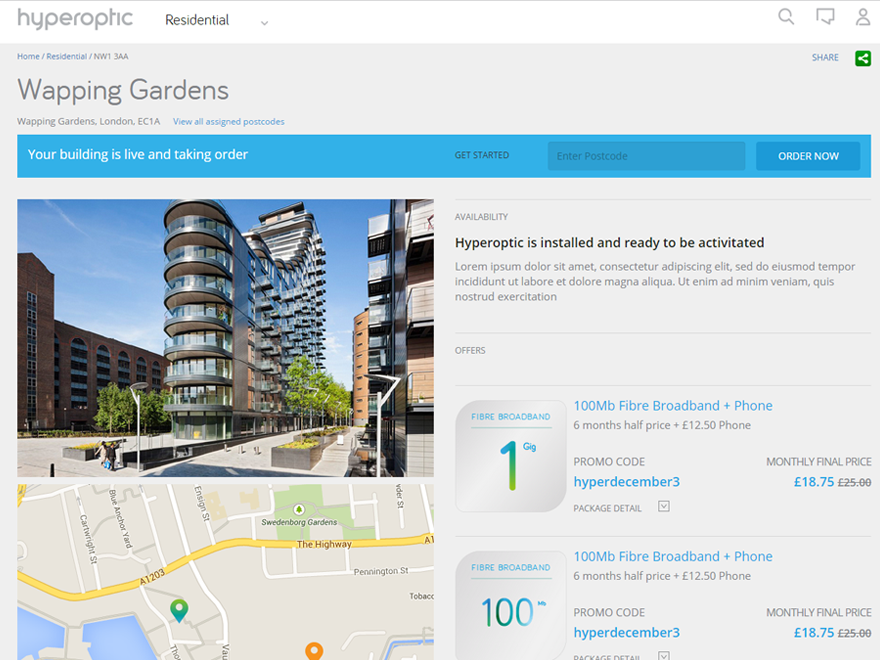 hyperoptic
Residential
Home / Residential / NW1 3AA
SHARE
Wapping Gardens
Wapping Gardens, London, EC1A View all assigned postcodes
Your building is live and taking order
GET STARTED
Enter Postcode
ORDER NOW
AVAILABILITY
Hyperoptic is installed and ready to be activitated
Lorem ipsum dolor sit amet, consectetur adipiscing elit, sed do eiusmod tempor
incididunt ut labore et dolore magna aliqua. Ut enim ad minim veniam, quis
nostrud exercitation
OFFERS
FIBRE BROADBAND
1 Gig
100Mb Fibre Broadband + Phone
6 months half price + £12.50 Phone
PROMO CODE
MONTHLY FINAL PRICE
hyperdecember3
£18.75 £25.00
PACKAGE DETAIL
FIBRE BROADBAND
100 Mb
100Mb Fibre Broadband + Phone
6 months half price + £12.50 Phone
PROMO CODE
MONTHLY FINAL PRICE
hyperdecember3
£18.75 £25.00
PACKAGE DETAIL
Cartwright St
Blue Anchor Yard
Ensign St
Swedenborg Gardens
The Highway
A1203
Pennington St